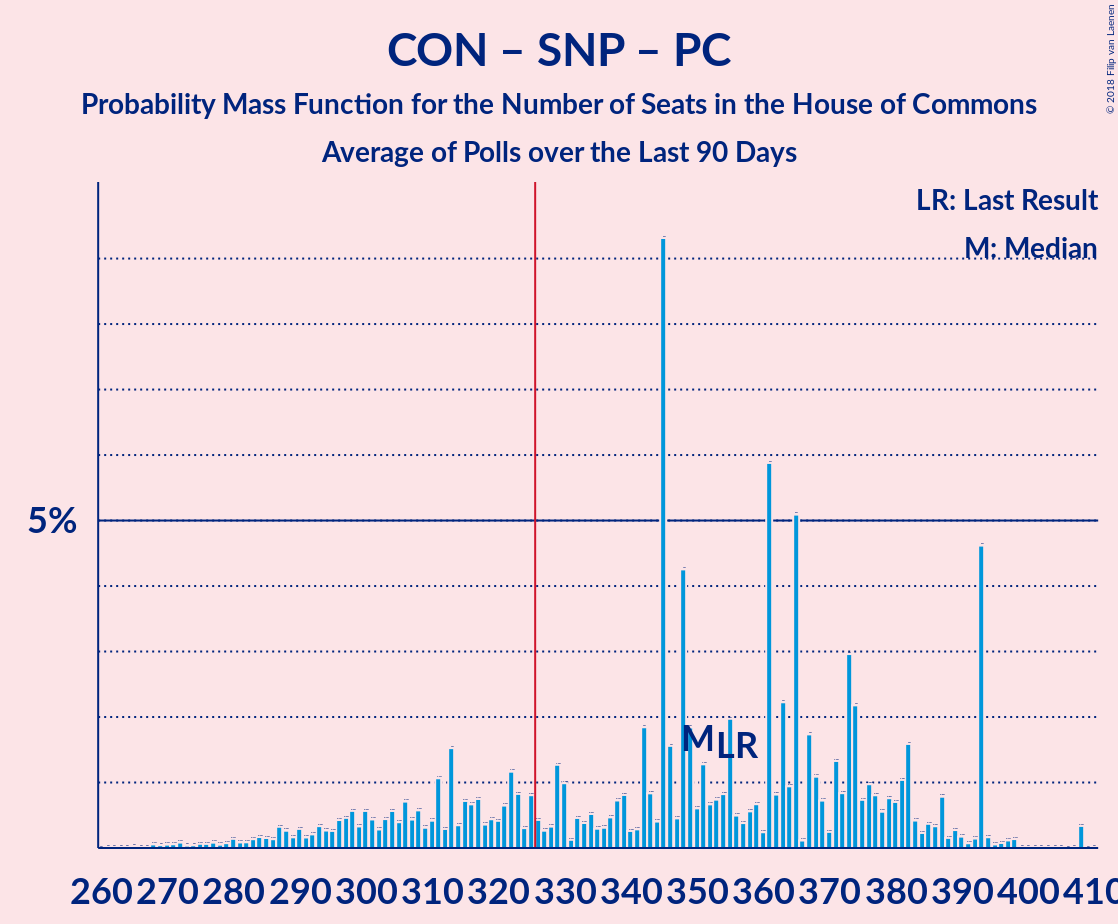 CON – SNP – PC
Probability Mass Function for the Number of Seats in the House of Commons
Average of Polls over the Last 90 Days
© 2018 Filip van Laenen
LR: Last Result
M: Median
5%
M LR
260 270 280 290 300 310 320 330 340 350 360 370 380 390 400 410